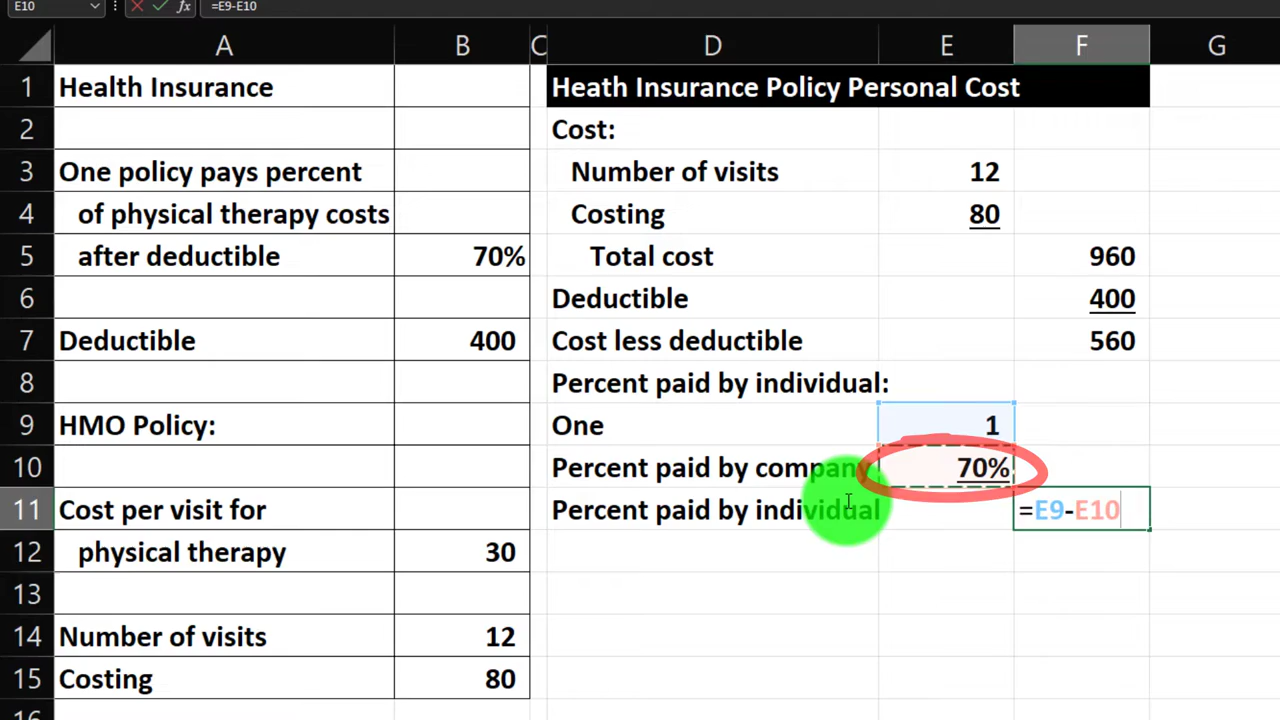 E10 fx =E9-E10
A B C D E F G
1 Health Insurance Heath Insurance Policy Personal Cost
2 Cost:
3 One policy pays percent Number of visits 12
4 of physical therapy costs Costing 80
5 after deductible 70% Total cost 960
6 Deductible 400
7 Deductible 400 Cost less deductible 560
8 Percent paid by individual:
9 HMO Policy: One 1
10 Percent paid by company 70%
11 Cost per visit for Percent paid by individual =E9-E10
12 physical therapy 30
13
14 Number of visits 12
15 Costing 80
16